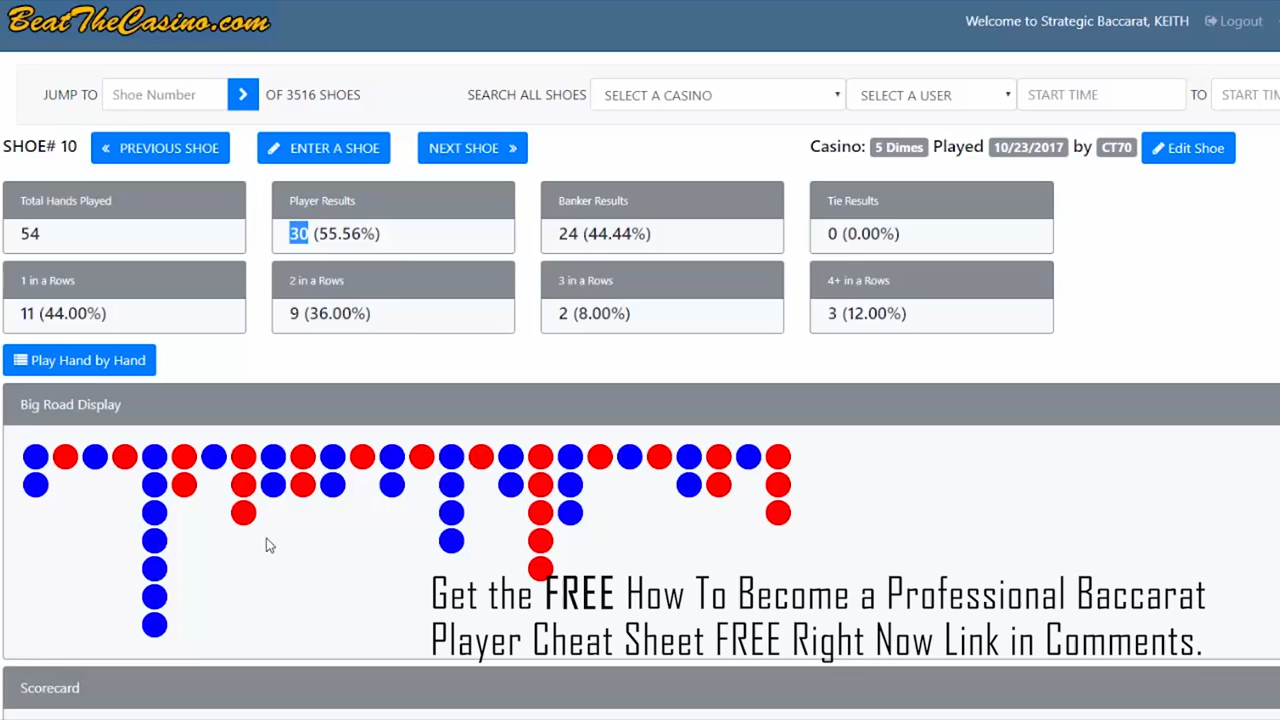 BeatTheCasino.com
Welcome to Strategic Baccarat, KEITH Logout
JUMP TO Shoe Number OF 3516 SHOES SEARCH ALL SHOES SELECT A CASINO SELECT A USER START TIME TO START TIM
SHOE# 10 « PREVIOUS SHOE ENTER A SHOE NEXT SHOE » Casino: 5 Dimes Played 10/23/2017 by CT70 Edit Shoe
Total Hands Played Player Results Banker Results Tie Results
54 30 (55.56%) 24 (44.44%) 0 (0.00%)
1 in a Rows 2 in a Rows 3 in a Rows 4+ in a Rows
11 (44.00%) 9 (36.00%) 2 (8.00%) 3 (12.00%)
Play Hand by Hand
Big Road Display
Get the FREE How To Become a Professional Baccarat
Player Cheat Sheet FREE Right Now Link in Comments.
Scorecard